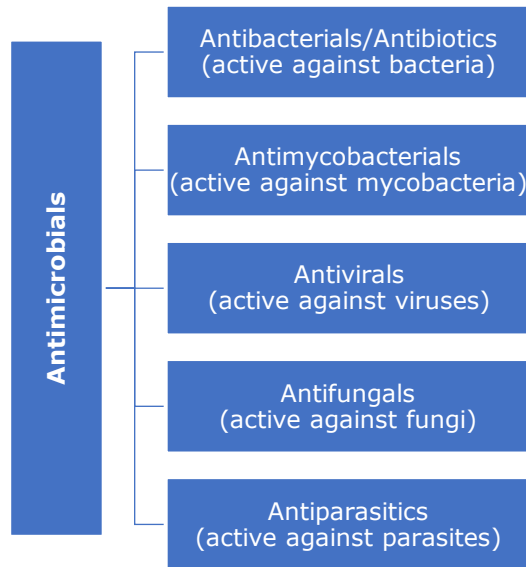 Antimicrobials
Antibacterials/Antibiotics
(active against bacteria)
Antimycobacterials
(active against mycobacteria)
Antivirals
(active against viruses)
Antifungals
(active against fungi)
Antiparasitics
(active against parasites)